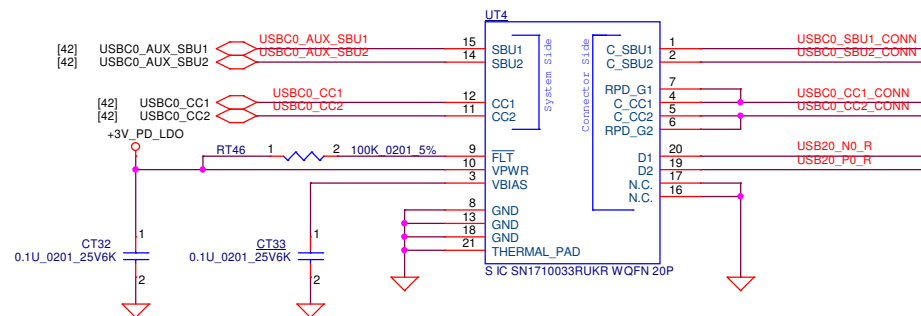 UT4
[42] USBC0_AUX_SBU1 USBC0_AUX_SBU1 15 SBU1 System Side Connector Side C_SBU1 1 USBC0_SBU1_CONN
[42] USBC0_AUX_SBU2 USBC0_AUX_SBU2 14 SBU2 C_SBU2 2 USBC0_SBU2_CONN
RPD_G1 7
[42] USBC0_CC1 USBC0_CC1 12 CC1 C_CC1 4 USBC0_CC1_CONN
[42] USBC0_CC2 USBC0_CC2 11 CC2 C_CC2 5 USBC0_CC2_CONN
RPD_G2 6
+3V_PD_LDO
RT46 1 2 100K_0201_5% 9 FLT D1 20 USB20_N0_R
10 VPWR D2 19 USB20_P0_R
3 VBIAS N.C. 17
N.C. 16
8 GND
13 GND
18 GND
21 THERMAL_PAD
CT32 1
0.1U_0201_25V6K
2
CT33 1
0.1U_0201_25V6K
2
S IC SN1710033RUKR WQFN 20P